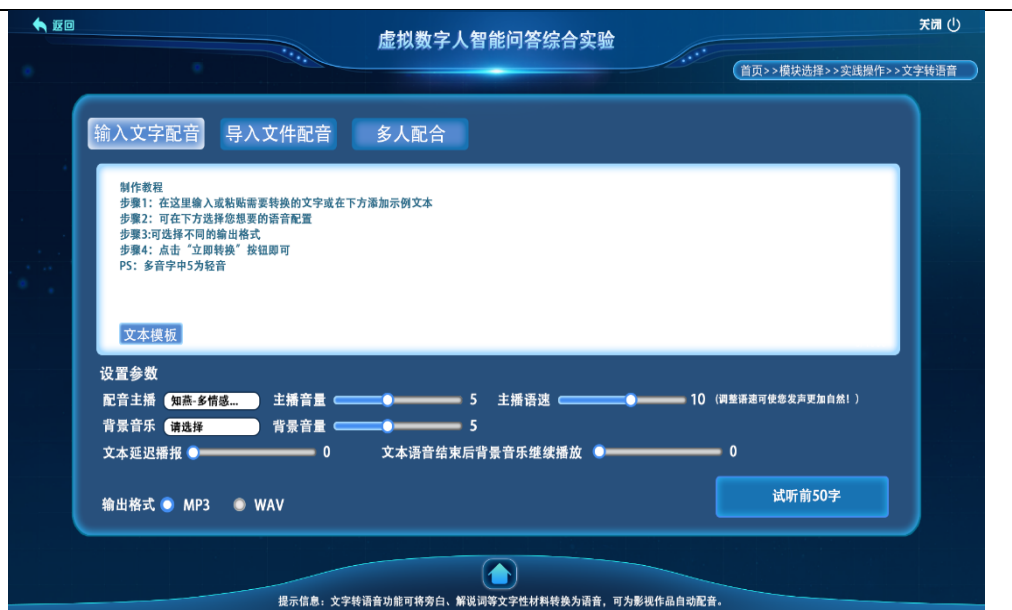 返回
虚拟数字人智能问答综合实验
关闭
首页>>模块选择>>实践操作>>文字转语音
输入文字配音 导入文件配音 多人配合
制作教程
步骤1：在这里输入或粘贴需要转换的文字或在下方添加示例文本
步骤2：可在下方选择您想要的语音配置
步骤3:可选择不同的输出格式
步骤4：点击“立即转换”按钮即可
PS：多音字中5为轻音
文本模板
设置参数
配音主播 知燕-多情感... 主播音量 5 主播语速 10 (调整语速可使您发声更加自然！)
背景音乐 请选择 背景音量 5
文本延迟播报 0 文本语音结束后背景音乐继续播放 0
输出格式 MP3 WAV 试听前50字
提示信息：文字转语音功能可将旁白、解说词等文字性材料转换为语音，可为影视作品自动配音。